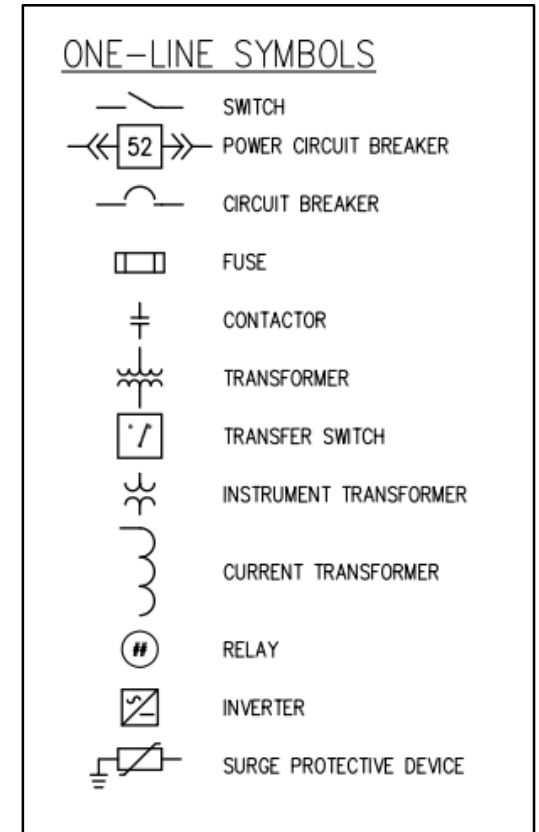 ONE-LINE SYMBOLS
SWITCH
52 POWER CIRCUIT BREAKER
CIRCUIT BREAKER
FUSE
CONTACTOR
TRANSFORMER
TRANSFER SWITCH
INSTRUMENT TRANSFORMER
CURRENT TRANSFORMER
## RELAY
INVERTER
SURGE PROTECTIVE DEVICE